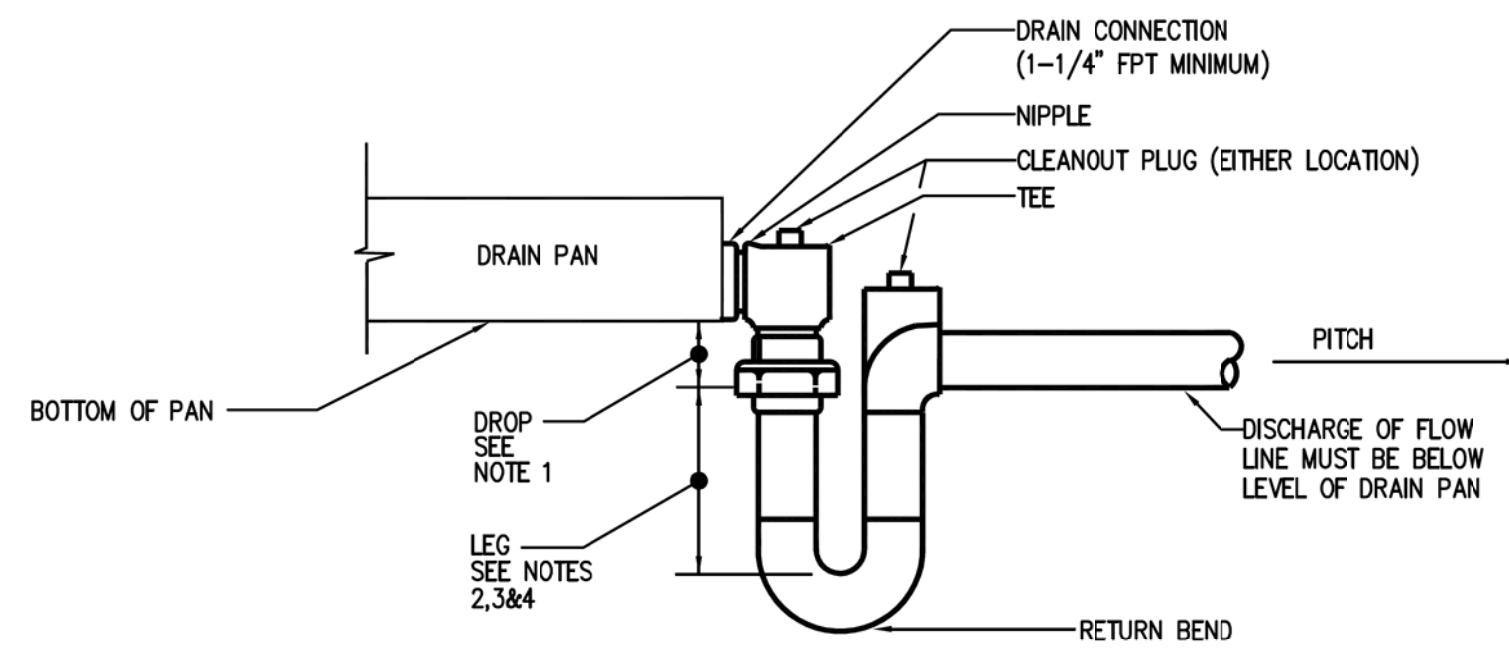 DRAIN CONNECTION
(1-1/4" FPT MINIMUM)
NIPPLE
CLEANOUT PLUG (EITHER LOCATION)
TEE
DRAIN PAN
PITCH
BOTTOM OF PAN
DROP
SEE
NOTE 1
DISCHARGE OF FLOW
LINE MUST BE BELOW
LEVEL OF DRAIN PAN
LEG
SEE NOTES
2,3&4
RETURN BEND